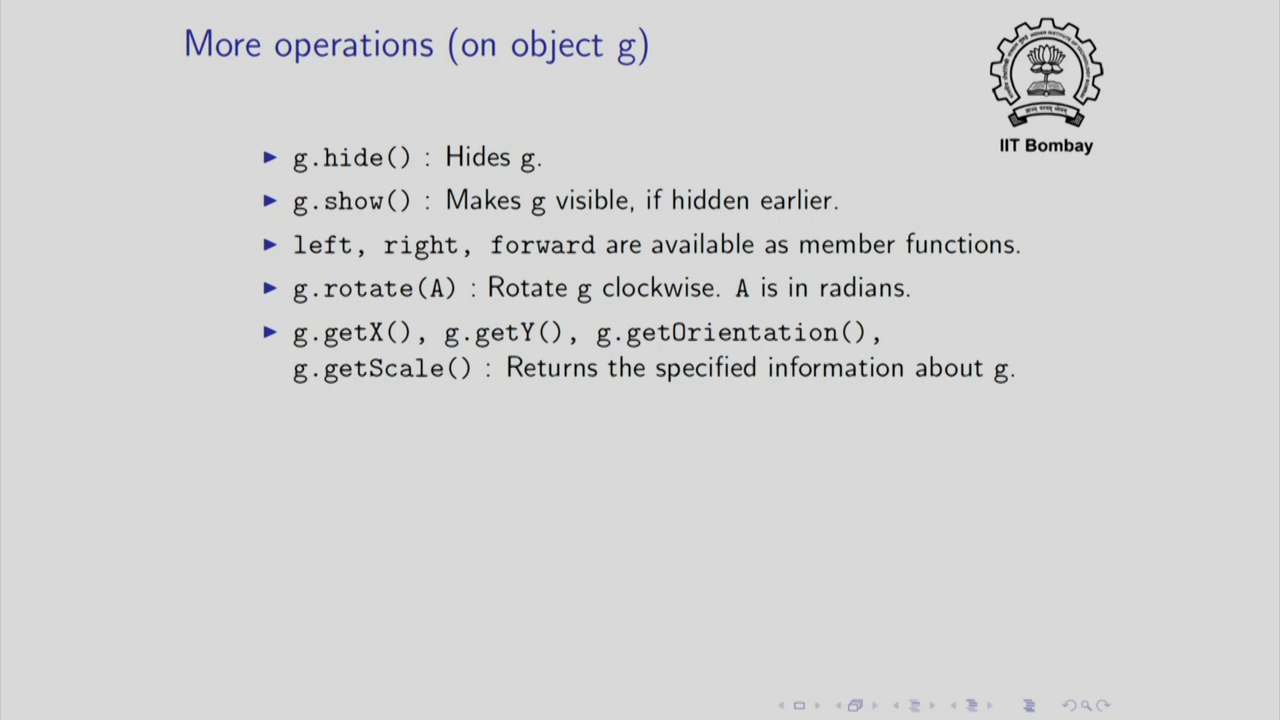 More operations (on object g)
IIT Bombay
▶ g.hide() : Hides g.
▶ g.show() : Makes g visible, if hidden earlier.
▶ left, right, forward are available as member functions.
▶ g.rotate(A) : Rotate g clockwise. A is in radians.
▶ g.getX(), g.getY(), g.getOrientation(),
g.getScale() : Returns the specified information about g.